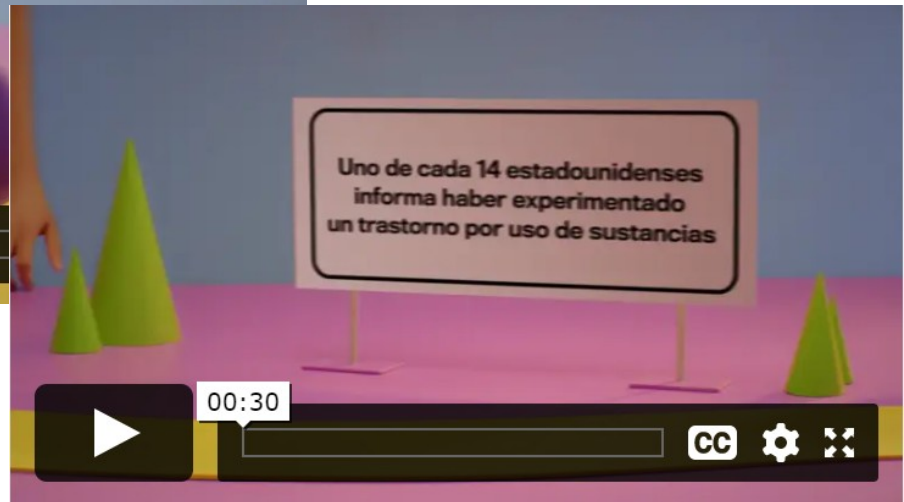 Uno de cada 14 estadounidenses
informa haber experimentado
un trastorno por uso de sustancias
00:30
CC